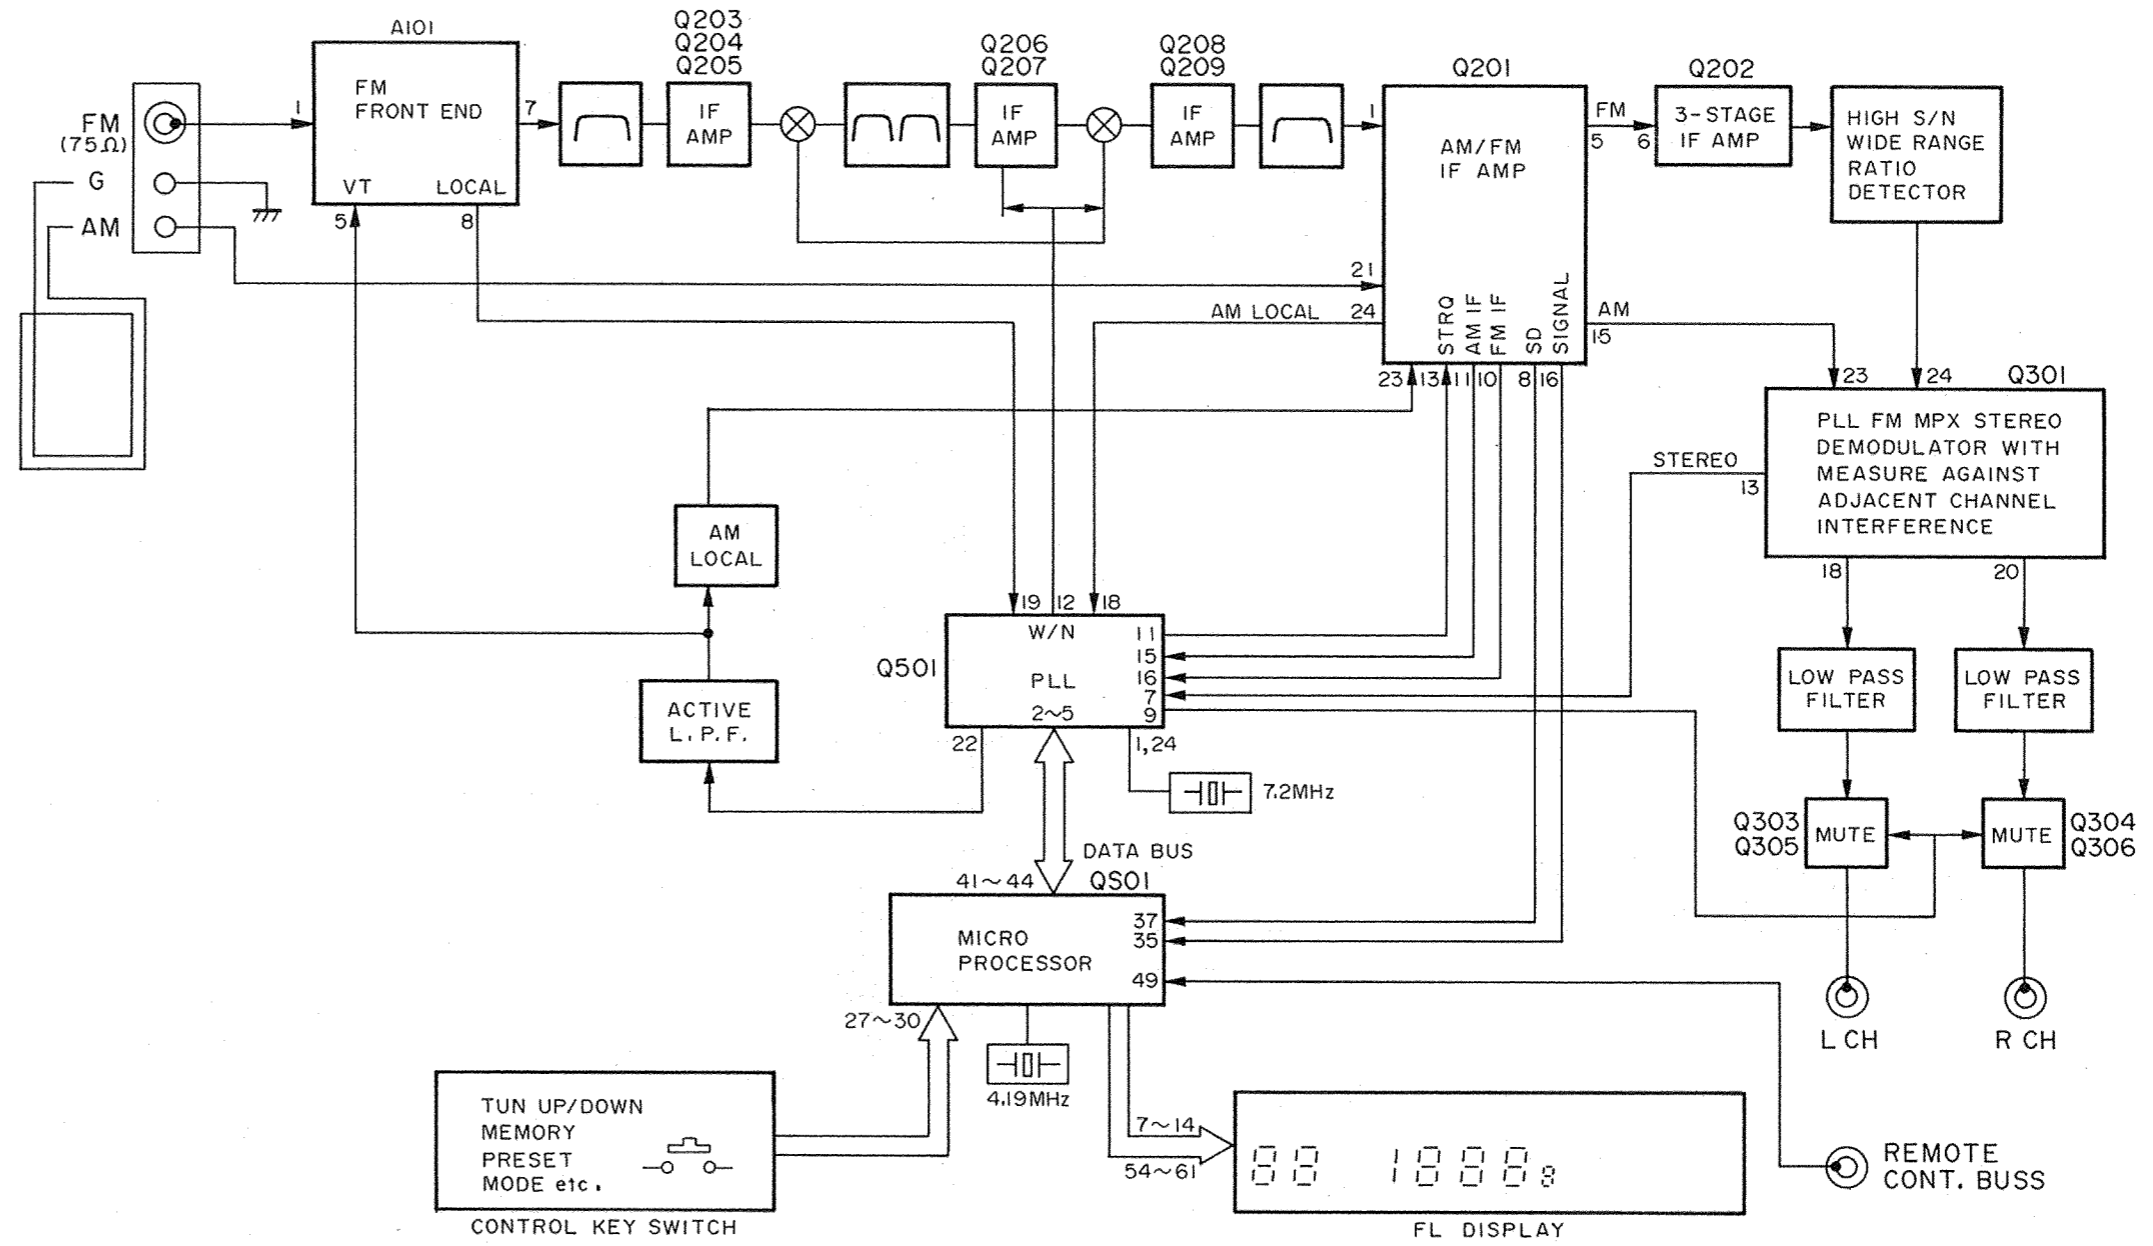 A101
Q203
Q204
Q205
Q206
Q207
Q208
Q209
Q201
Q202
FM
(75Ω)
G
AM
1
FM
FRONT END
VT
LOCAL
5
8
7
IF
AMP
IF
AMP
IF
AMP
1
AM/FM
IF AMP
STRQ
AM IF
FM IF
SD
SIGNAL
21
AM LOCAL
24
23
13
11
10
8
16
FM
5
6
3-STAGE
IF AMP
HIGH S/N
WIDE RANGE
RATIO
DETECTOR
AM
15
23
24
Q301
PLL FM MPX STEREO
DEMODULATOR WITH
MEASURE AGAINST
ADJACENT CHANNEL
INTERFERENCE
STEREO
13
18
20
AM
LOCAL
ACTIVE
L.P.F.
19
12
18
W/N
PLL
2~5
Q501
11
15
16
7
9
22
1,24
7.2MHz
LOW PASS
FILTER
LOW PASS
FILTER
Q303
Q305
MUTE
MUTE
Q304
Q306
DATA BUS
41~44
QS01
MICRO
PROCESSOR
37
35
49
27~30
4.19MHz
L CH
R CH
TUN UP/DOWN
MEMORY
PRESET
MODE etc.
CONTROL KEY SWITCH
7~14
54~61
88 1888 8
FL DISPLAY
REMOTE
CONT. BUSS